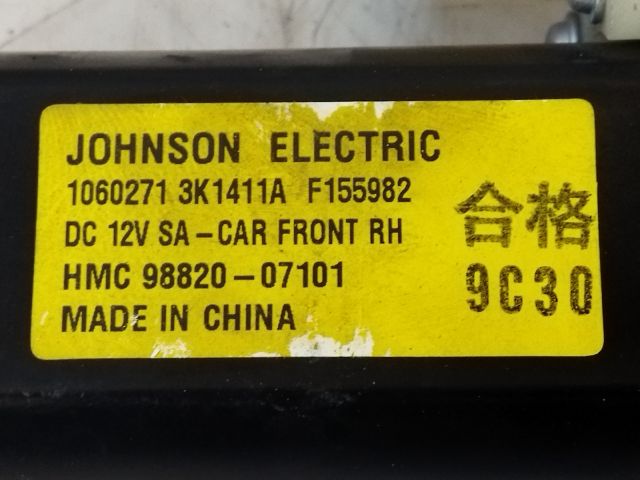 JOHNSON ELECTRIC
1060271 3K1411A F155982
DC 12V SA-CAR FRONT RH
HMC 98820-07101
MADE IN CHINA
合格
9C30